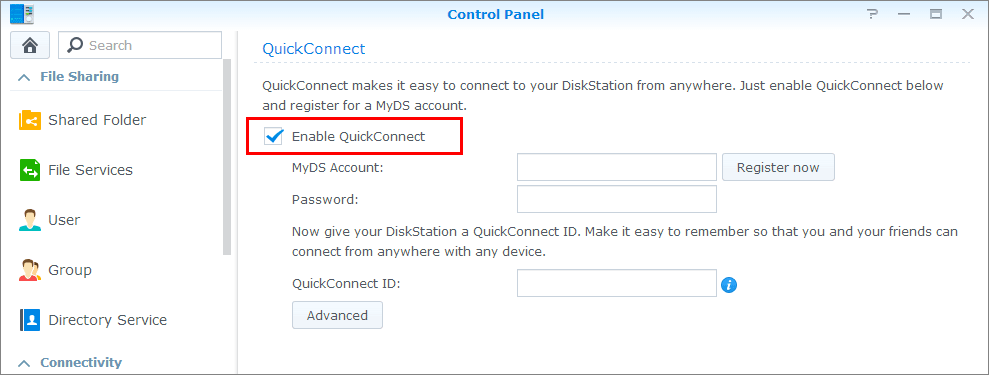 Control Panel
Search
File Sharing
Shared Folder
File Services
User
Group
Directory Service
Connectivity
QuickConnect
QuickConnect makes it easy to connect to your DiskStation from anywhere. Just enable QuickConnect below
and register for a MyDS account.
Enable QuickConnect
MyDS Account:
Register now
Password:
Now give your DiskStation a QuickConnect ID. Make it easy to remember so that you and your friends can
connect from anywhere with any device.
QuickConnect ID:
Advanced